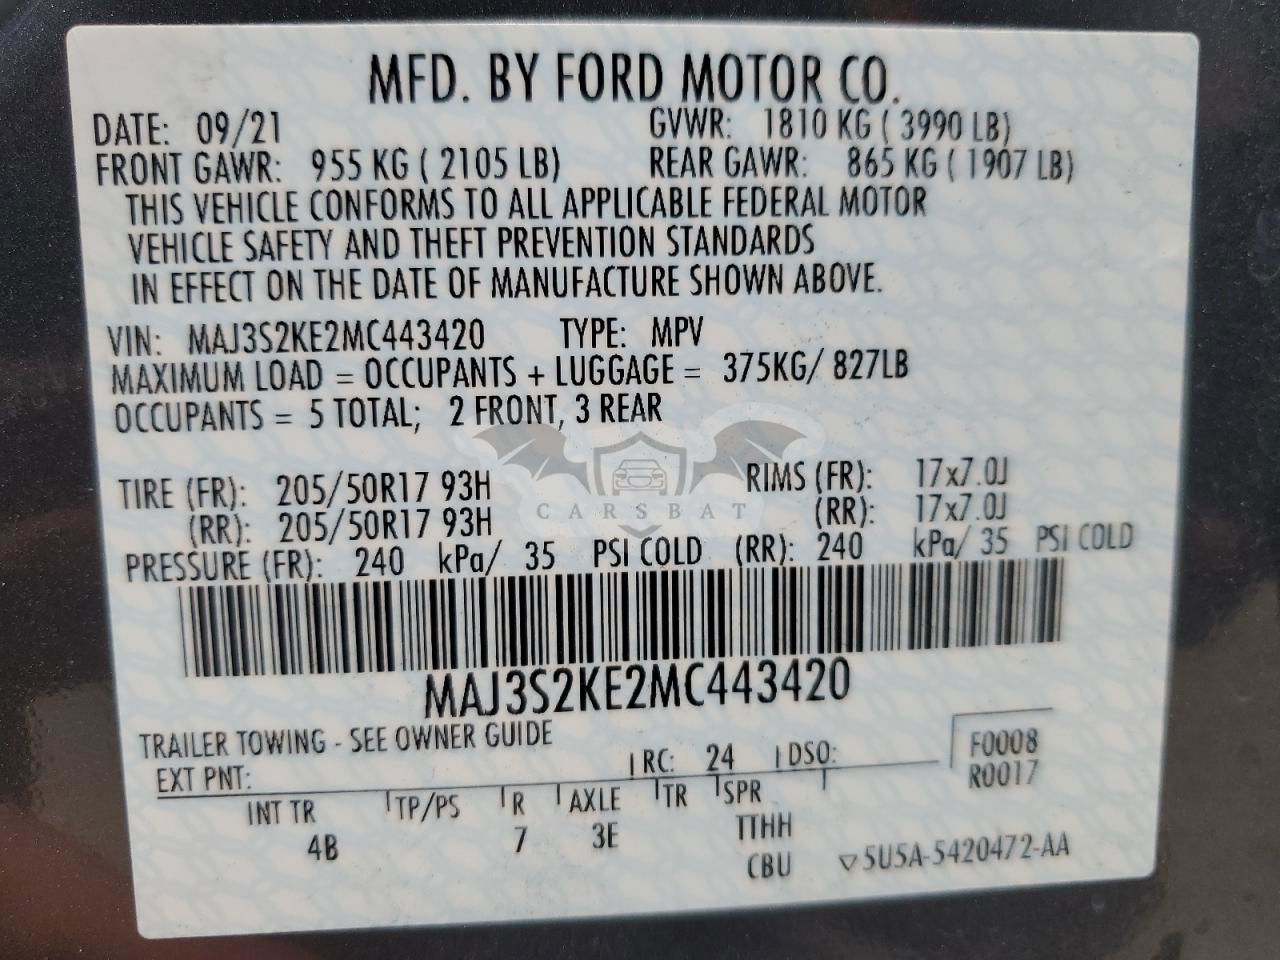 MFD. BY FORD MOTOR CO.
DATE: 09/21 GVWR: 1810 KG ( 3990 LB)
FRONT GAWR: 955 KG ( 2105 LB) REAR GAWR: 865 KG ( 1907 LB)
THIS VEHICLE CONFORMS TO ALL APPLICABLE FEDERAL MOTOR
VEHICLE SAFETY AND THEFT PREVENTION STANDARDS
IN EFFECT ON THE DATE OF MANUFACTURE SHOWN ABOVE.
VIN: MAJ3S2KE2MC443420 TYPE: MPV
MAXIMUM LOAD = OCCUPANTS + LUGGAGE = 375KG/ 827LB
OCCUPANTS = 5 TOTAL; 2 FRONT, 3 REAR
TIRE (FR): 205/50R17 93H RIMS (FR): 17x7.0J
(RR): 205/50R17 93H (RR): 17x7.0J
CARSBAT
PRESSURE (FR): 240 kPa/ 35 PSI COLD (RR): 240 kPa/ 35 PSI COLD
MAJ3S2KE2MC443420
TRAILER TOWING - SEE OWNER GUIDE
EXT PNT: RC: 24 DSO: F0008
R0017
INT TR TP/PS R AXLE TR SPR
4B 7 3E TTHH
CBU ▽5U5A-5420472-AA